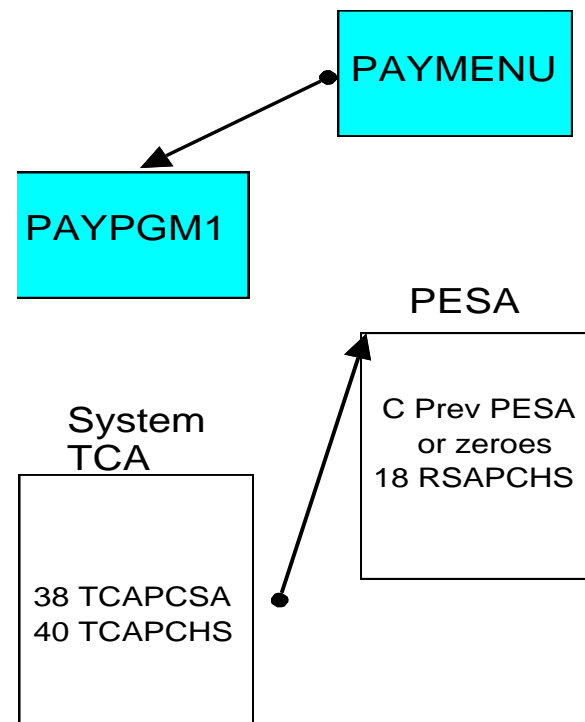 PAYMENU
PAYPGM1
PESA
C Prev PESA
or zeroes
18 RSAPCHS
System
TCA
38 TCAPCSA
40 TCAPCHS